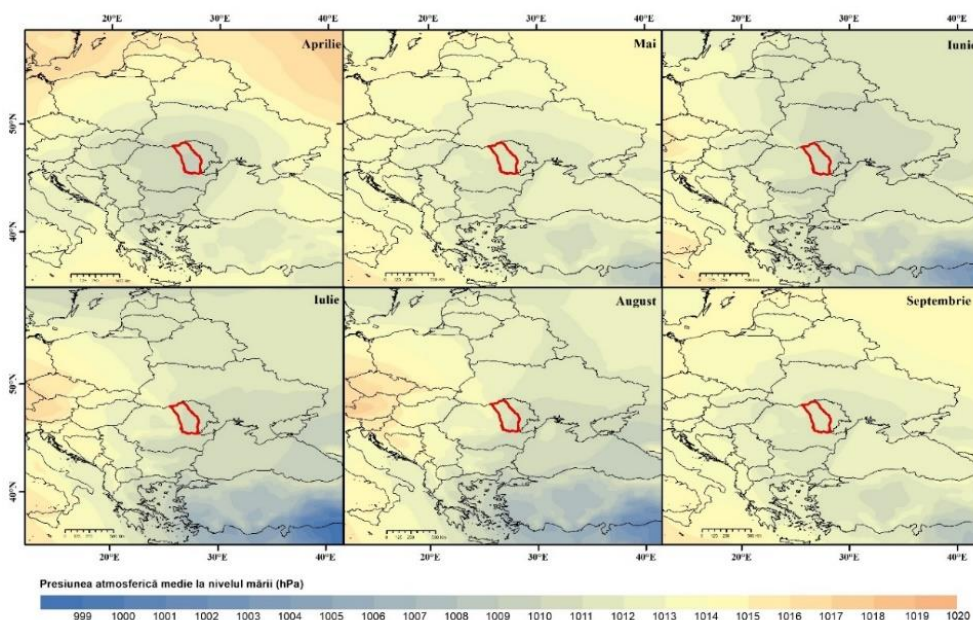 20°E 30°E 40°E 20°E 30°E 40°E 20°E 30°E 40°E
Aprilie Mai Iunie
50°N
40°N
Iulie August Septembrie
50°N
40°N
20°E 30°E 40°E 20°E 30°E 40°E 20°E 30°E 40°E
Presiunea atmosferică medie la nivelul mării (hPa)
999 1000 1001 1002 1003 1004 1005 1006 1007 1008 1009 1010 1011 1012 1013 1014 1015 1016 1017 1018 1019 1020